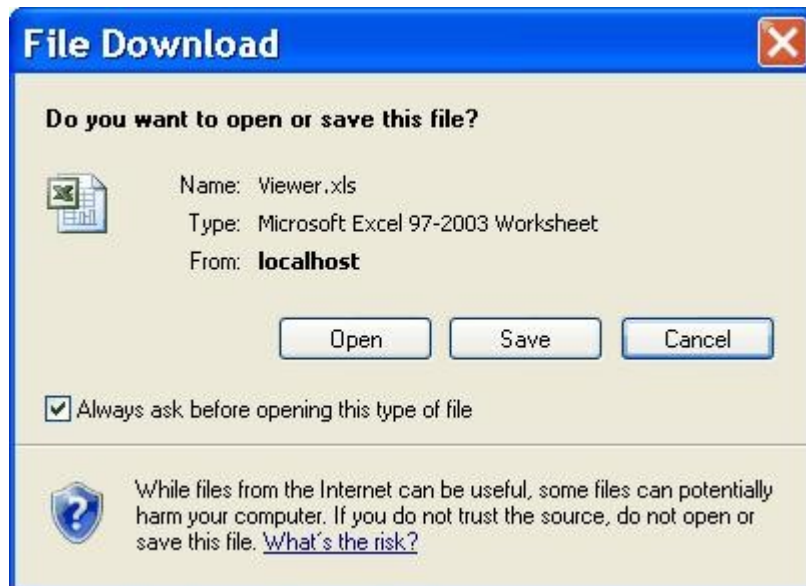 File Download
Do you want to open or save this file?
Name: Viewer.xls
Type: Microsoft Excel 97-2003 Worksheet
From: localhost
Open Save Cancel
Always ask before opening this type of file
While files from the Internet can be useful, some files can potentially
harm your computer. If you do not trust the source, do not open or
save this file. What's the risk?